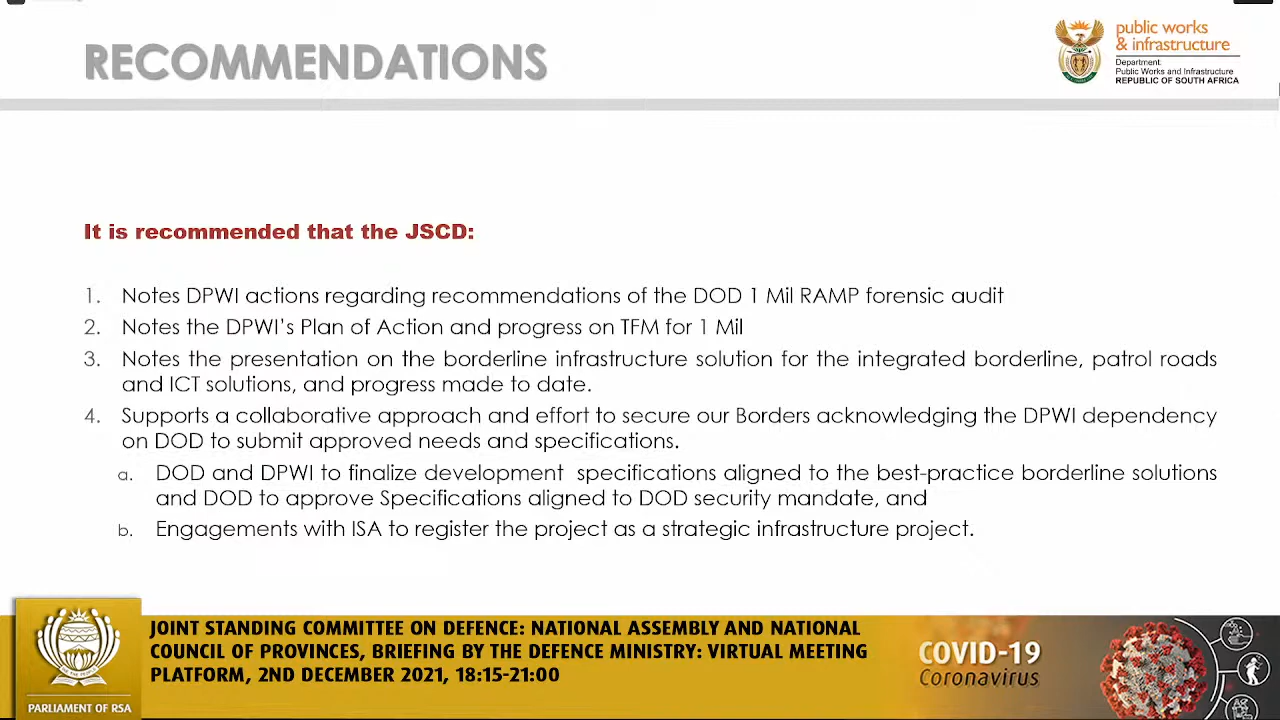 RECOMMENDATIONS
public works
& infrastructure
Department:
Public Works and Infrastructure
REPUBLIC OF SOUTH AFRICA
It is recommended that the JSCD:
1. Notes DPWI actions regarding recommendations of the DOD 1 Mil RAMP forensic audit
2. Notes the DPWI's Plan of Action and progress on TFM for 1 Mil
3. Notes the presentation on the borderline infrastructure solution for the integrated borderline, patrol roads
and ICT solutions, and progress made to date.
4. Supports a collaborative approach and effort to secure our Borders acknowledging the DPWI dependency
on DOD to submit approved needs and specifications.
a. DOD and DPWI to finalize development specifications aligned to the best-practice borderline solutions
and DOD to approve Specifications aligned to DOD security mandate, and
b. Engagements with ISA to register the project as a strategic infrastructure project.
JOINT STANDING COMMITTEE ON DEFENCE: NATIONAL ASSEMBLY AND NATIONAL
COUNCIL OF PROVINCES, BRIEFING BY THE DEFENCE MINISTRY: VIRTUAL MEETING
PLATFORM, 2ND DECEMBER 2021, 18:15-21:00
PARLIAMENT OF RSA
COVID-19
Coronavirus